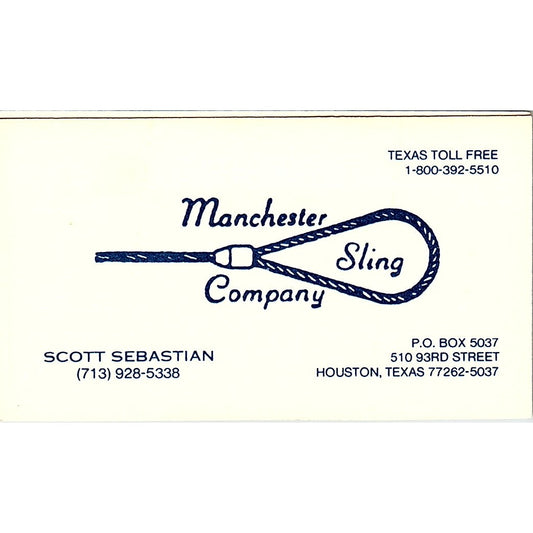 TEXAS TOLL FREE
1-800-392-5510
Manchester
Sling
Company
SCOTT SEBASTIAN
(713) 928-5338
P.O. BOX 5037
510 93RD STREET
HOUSTON, TEXAS 77262-5037